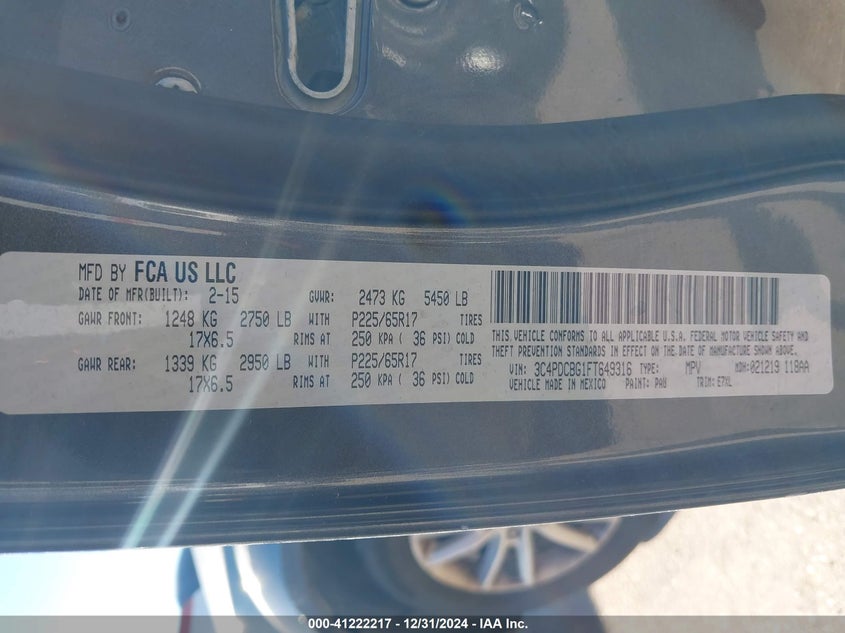 MFD BY FCA US LLC
DATE OF MFR(BUILT): 2-15 GVWR: 2473 KG 5450 LB
GAWR FRONT: 1248 KG 2750 LB WITH P225/65R17 TIRES
17X6.5 RIMS AT 250 KPA ( 36 PSI) COLD
GAWR REAR: 1339 KG 2950 LB WITH P225/65R17 TIRES
17X6.5 RIMS AT 250 KPA ( 36 PSI) COLD
THIS VEHICLE CONFORMS TO ALL APPLICABLE U.S.A. FEDERAL MOTOR VEHICLE SAFETY AND
THEFT PREVENTION STANDARDS IN EFFECT ON THE DATE OF MANUFACTURE SHOWN ABOVE.
VIN: 3C4PDCBG1FT649316 TYPE: MPV MDH: 021219 118AA
VEHICLE MADE IN MEXICO PAINT: PAU TRIM: E7XL
000-41222217 - 12/31/2024 - IAA Inc.